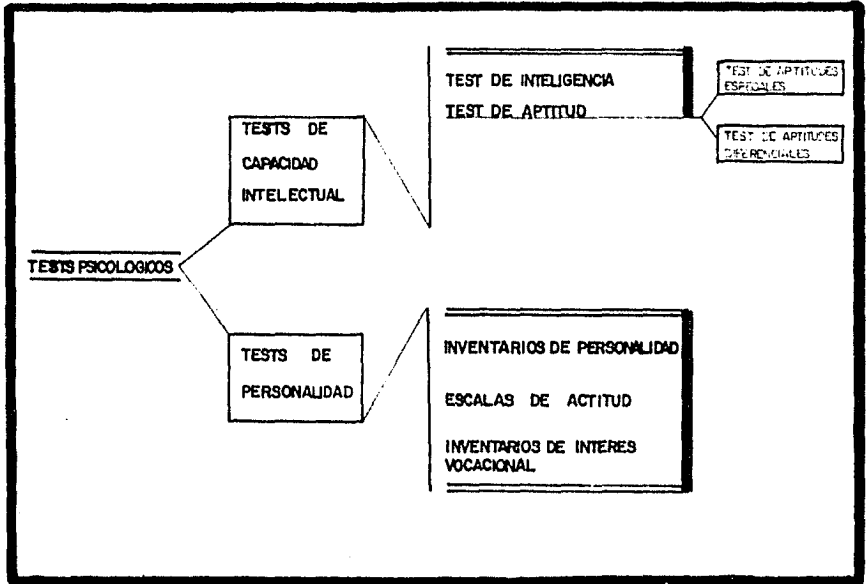 TEST DE INTELIGENCIA
TEST DE APTITUD
TEST DE APTITUDES
ESPECIALES
TEST DE APTITUDES
DIFERENCIALES
TESTS DE
CAPACIDAD
INTELECTUAL
TESTS PSICOLOGICOS
TESTS DE
PERSONALIDAD
INVENTARIOS DE PERSONALIDAD
ESCALAS DE ACTITUD
INVENTARIOS DE INTERES
VOCACIONAL